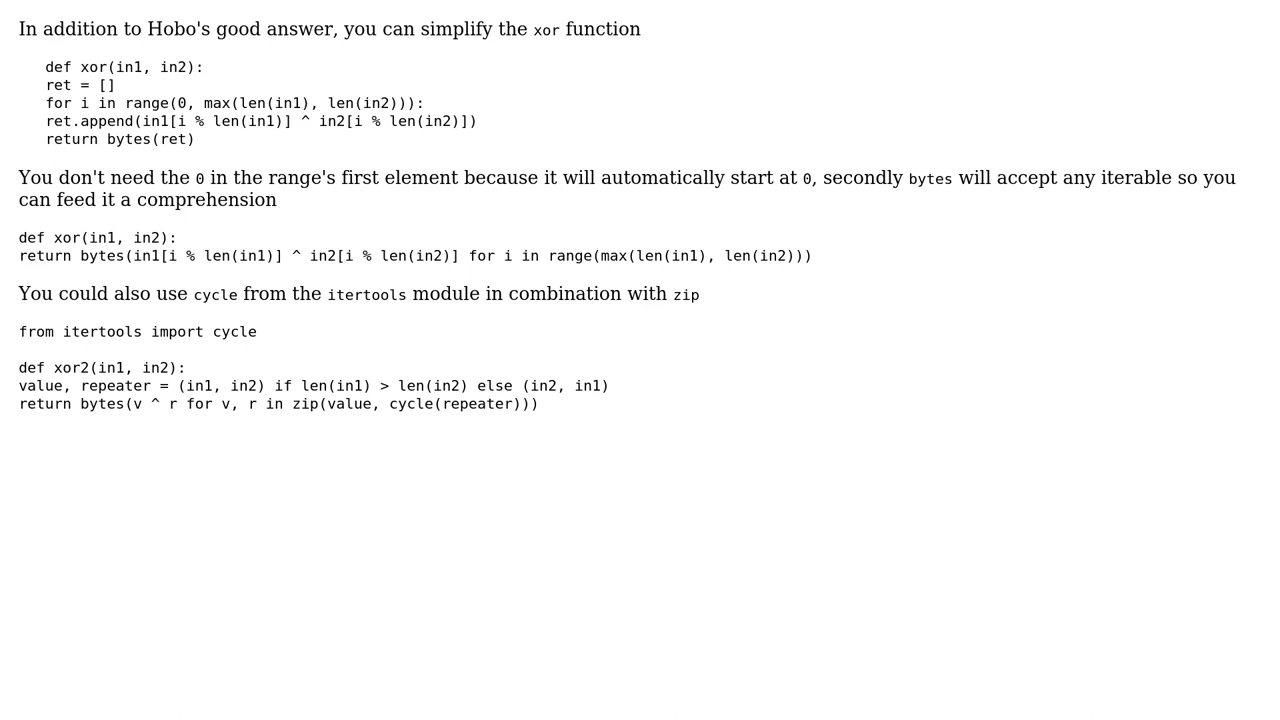 In addition to Hobo's good answer, you can simplify the xor function
def xor(in1, in2):
ret = []
for i in range(0, max(len(in1), len(in2))):
ret.append(in1[i % len(in1)] ^ in2[i % len(in2)])
return bytes(ret)
You don't need the 0 in the range's first element because it will automatically start at 0, secondly bytes will accept any iterable so you
can feed it a comprehension
def xor(in1, in2):
return bytes(in1[i % len(in1)] ^ in2[i % len(in2)] for i in range(max(len(in1), len(in2)))
You could also use cycle from the itertools module in combination with zip
from itertools import cycle
def xor2(in1, in2):
value, repeater = (in1, in2) if len(in1) > len(in2) else (in2, in1)
return bytes(v ^ r for v, r in zip(value, cycle(repeater)))